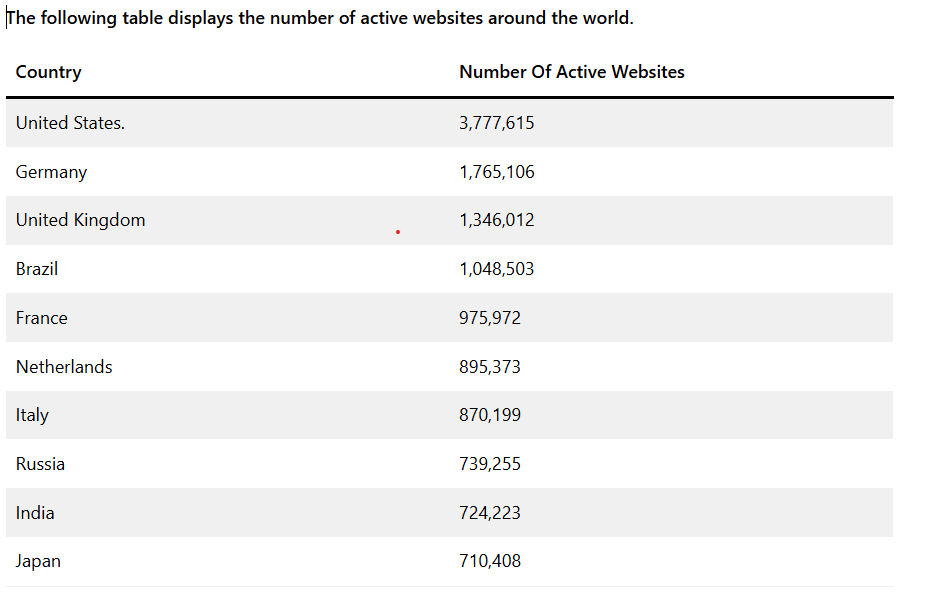 The following table displays the number of active websites around the world.
Country Number Of Active Websites
United States. 3,777,615
Germany 1,765,106
United Kingdom 1,346,012
Brazil 1,048,503
France 975,972
Netherlands 895,373
Italy 870,199
Russia 739,255
India 724,223
Japan 710,408